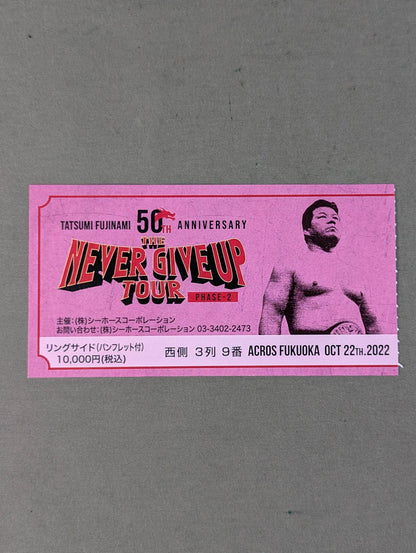 TATSUMI FUJINAMI 50TH ANNIVERSARY
THE
NEVER GIVE UP
TOUR
PHASE-2
主催：(株)シーホースコーポレーション
お問い合わせ：(株)シーホースコーポレーション 03-3402-2473
リングサイド(パンフレット付)
10,000円(税込)
西側 3列 9番 ACROS FUKUOKA OCT 22TH.2022